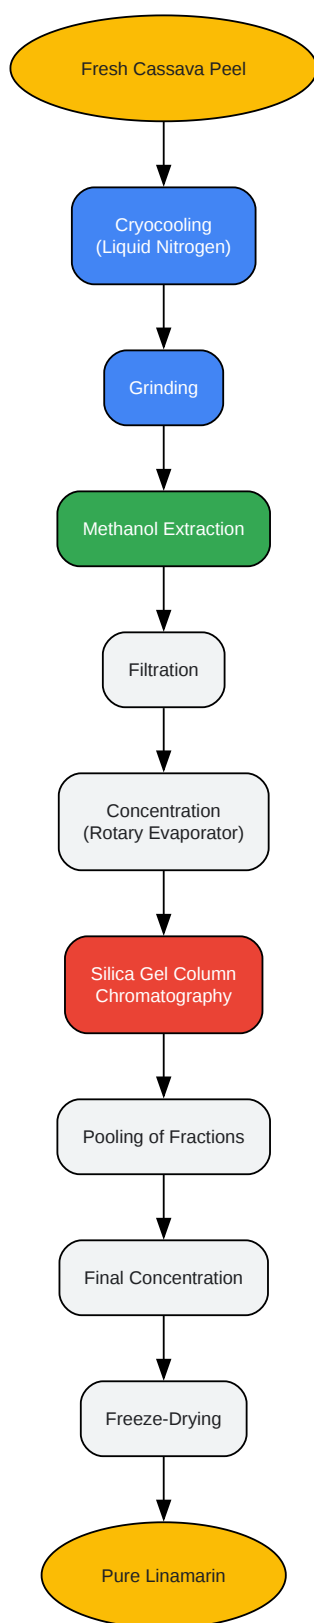 Fresh Cassava Peel
Cryocooling
(Liquid Nitrogen)
Grinding
Methanol Extraction
Filtration
Concentration
(Rotary Evaporator)
Silica Gel Column
Chromatography
Pooling of Fractions
Final Concentration
Freeze-Drying
Pure Linamarin